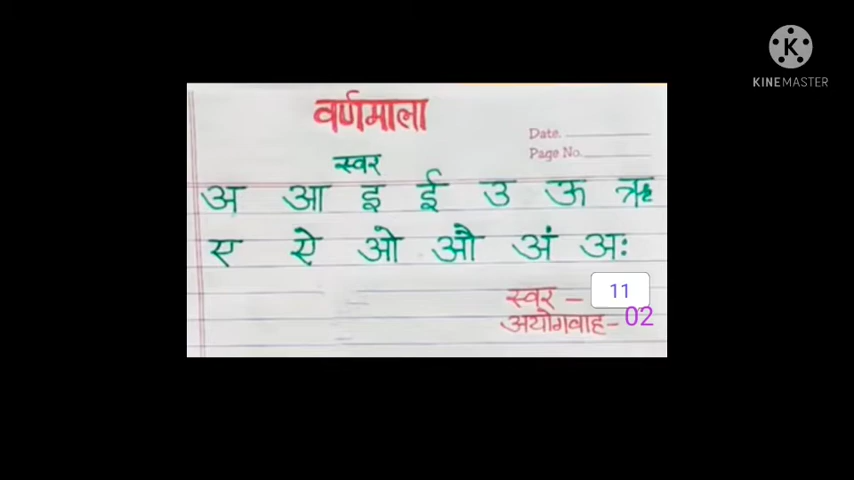 KINEMASTER
वर्णमाला
Date.
Page No.
स्वर
अ आ इ ई उ ऊ ऋ
ए ऐ ओ औ अं अः
स्वर – 11
अयोगवाह- 02